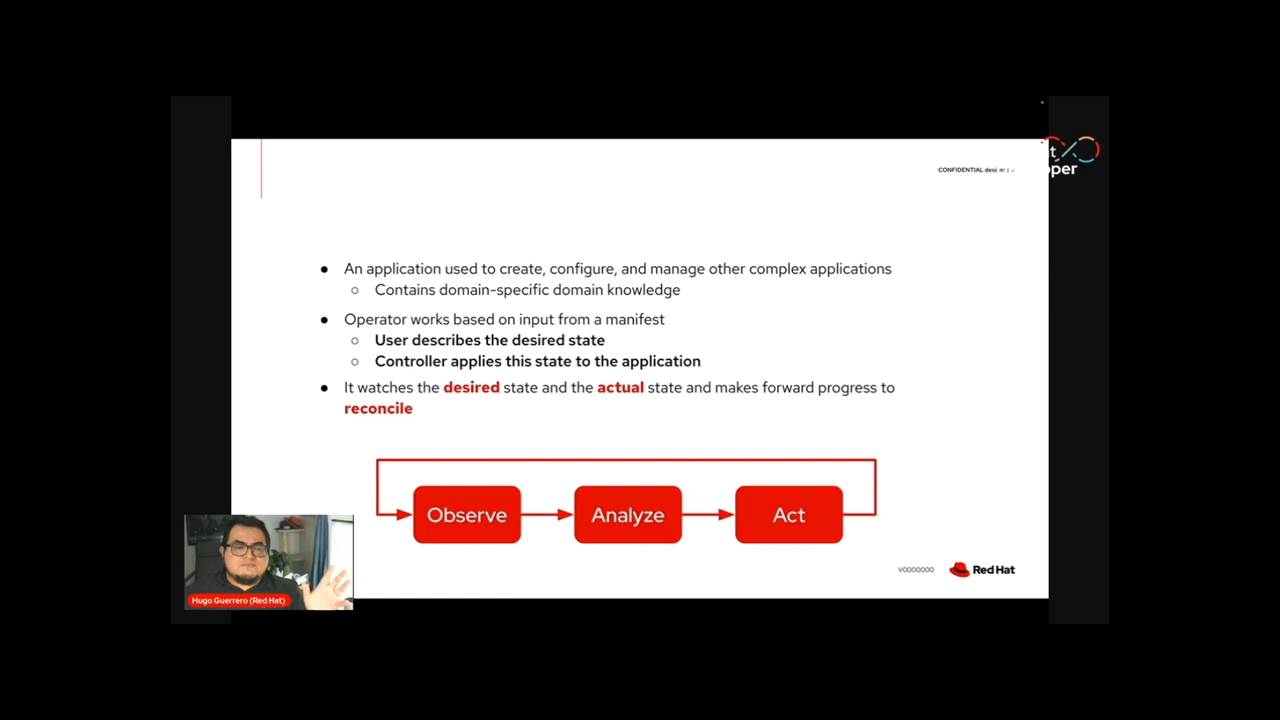 CONFIDENTIAL
t
oper
● An application used to create, configure, and manage other complex applications
○ Contains domain-specific domain knowledge
● Operator works based on input from a manifest
○ User describes the desired state
○ Controller applies this state to the application
● It watches the desired state and the actual state and makes forward progress to
reconcile
Observe
Analyze
Act
Hugo Guerrero (Red Hat)
V0000000
Red Hat